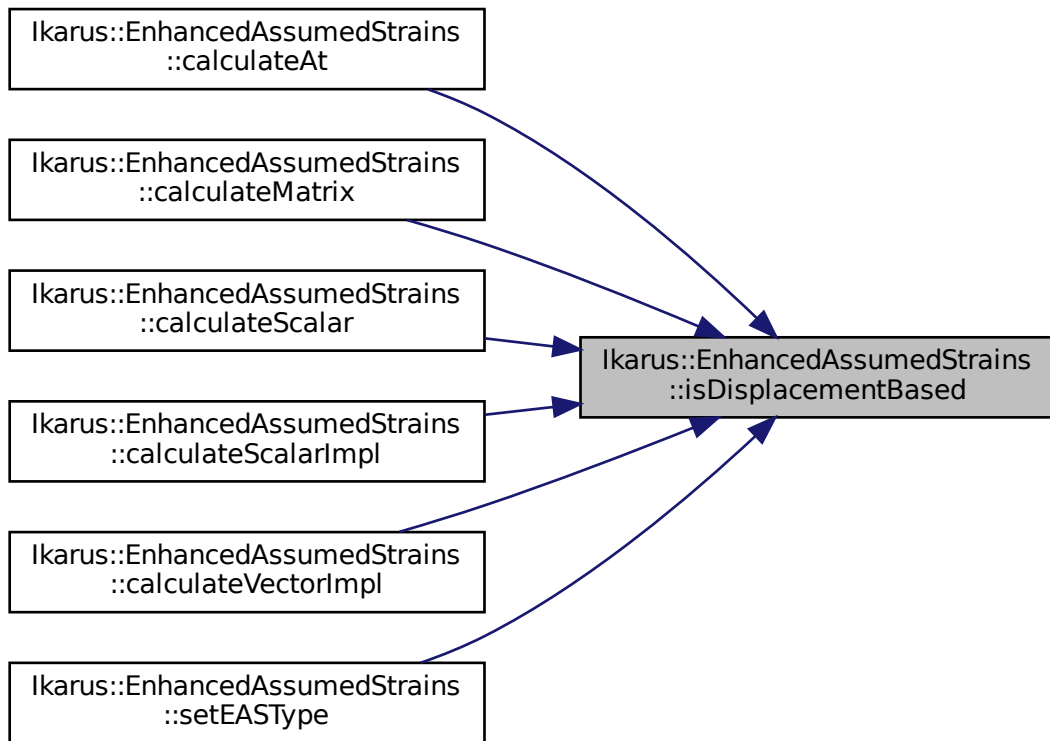 Ikarus::EnhancedAssumedStrains
::calculateAt
Ikarus::EnhancedAssumedStrains
::calculateMatrix
Ikarus::EnhancedAssumedStrains
::calculateScalar
Ikarus::EnhancedAssumedStrains
::calculateScalarImpl
Ikarus::EnhancedAssumedStrains
::calculateVectorImpl
Ikarus::EnhancedAssumedStrains
::setEASType
Ikarus::EnhancedAssumedStrains
::isDisplacementBased